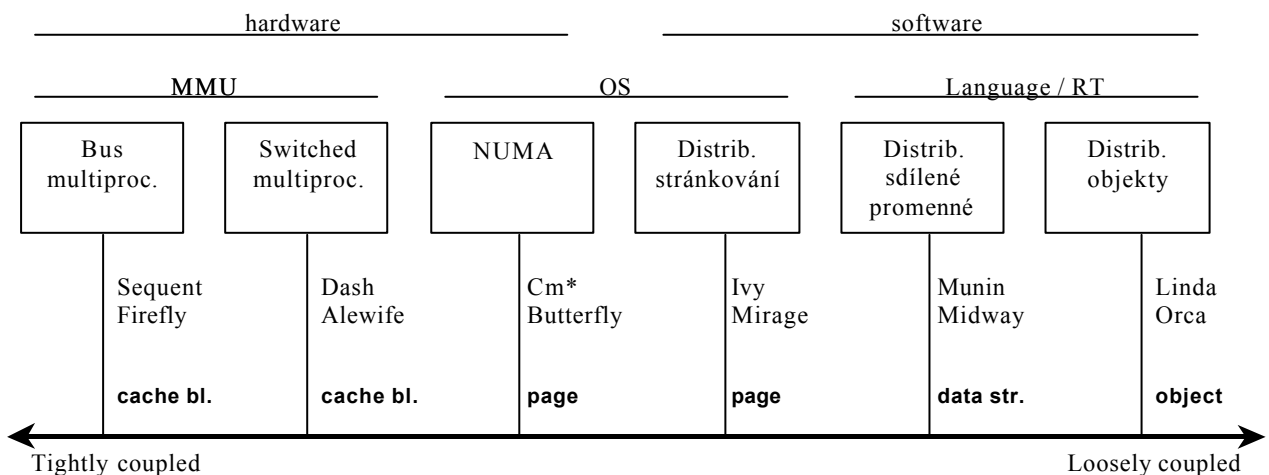 hardware
software
MMU
OS
Language / RT
Bus
multiproc.
Switched
multiproc.
NUMA
Distrib.
stránkování
Distrib.
sdílené
promenné
Distrib.
objekty
Sequent
Firefly
Dash
Alewife
Cm*
Butterfly
Ivy
Mirage
Munin
Midway
Linda
Orca
cache bl.
cache bl.
page
page
data str.
object
Tightly coupled
Loosely coupled